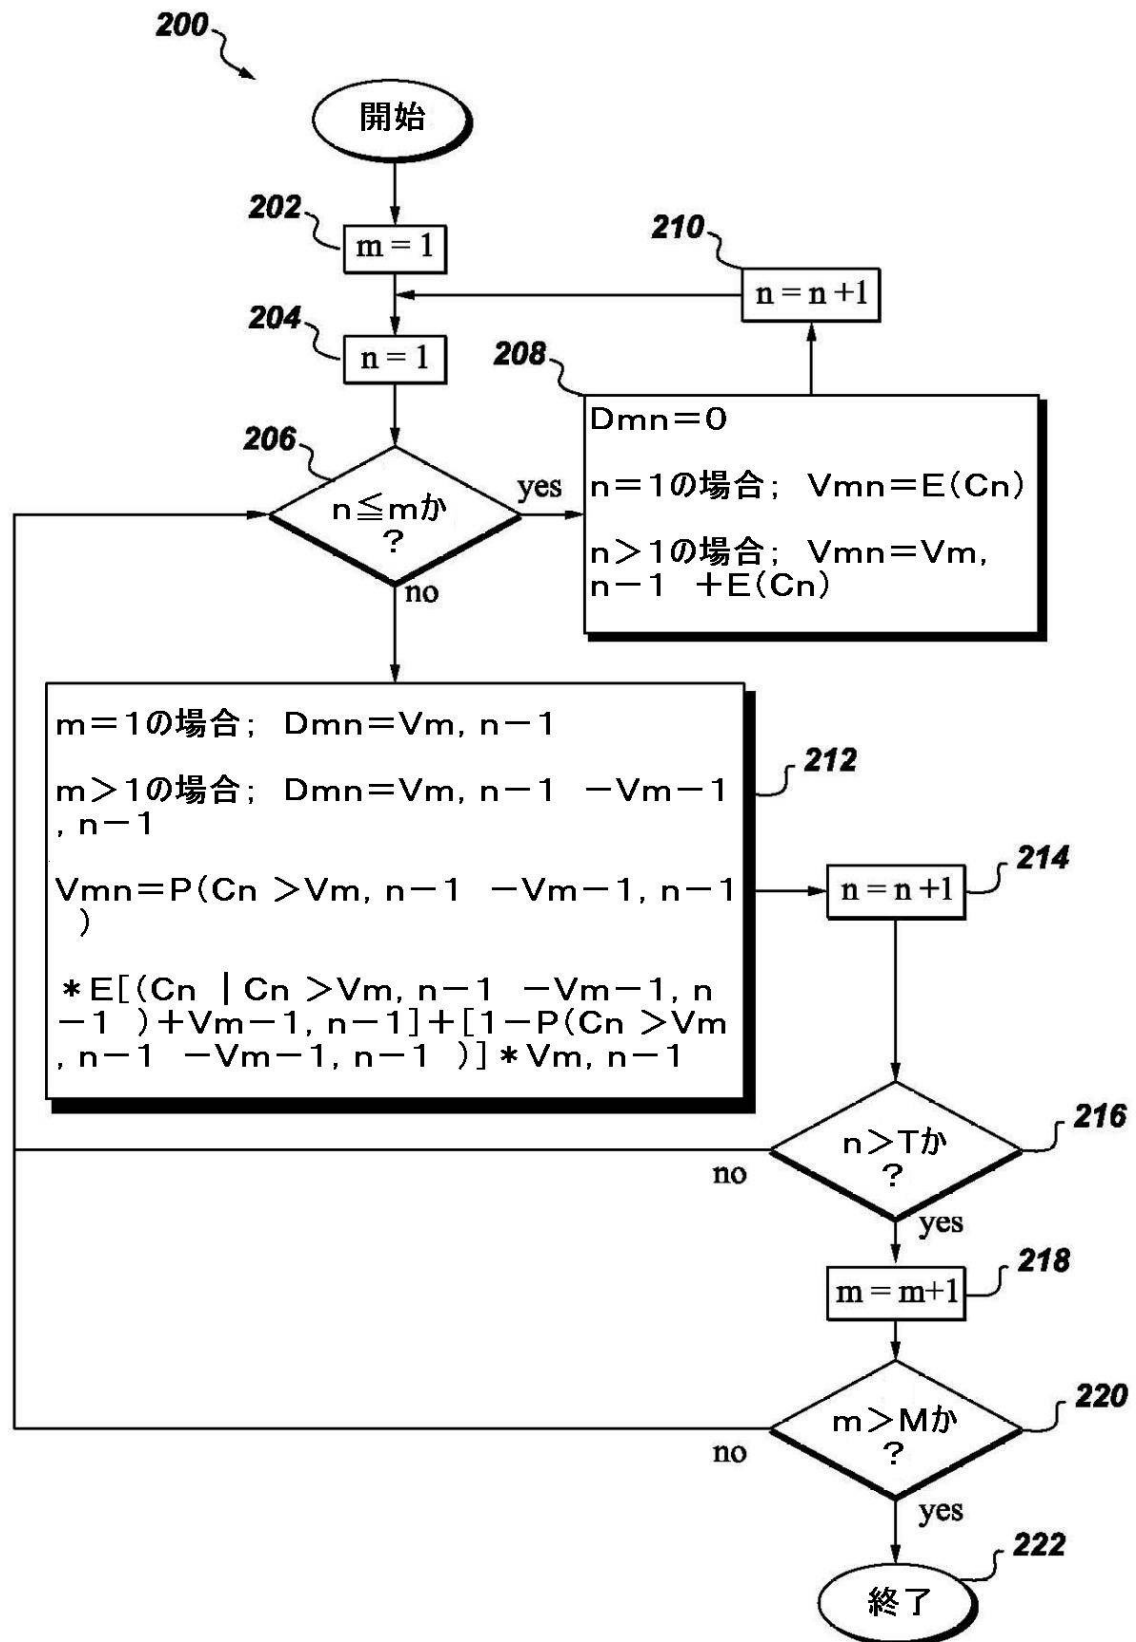 200
開始
202
m = 1
210
n = n +1
204
n = 1
208
Dmn=0
n=1の場合; Vmn=E(Cn)
n>1の場合; Vmn=Vm,
n-1 +E(Cn)
206
n≦mか
?
yes
no
m=1の場合; Dmn=Vm, n-1
m>1の場合; Dmn=Vm, n-1 -Vm-1
, n-1
Vmn=P(Cn >Vm, n-1 -Vm-1, n-1
)
*E[(Cn | Cn >Vm, n-1 -Vm-1, n
-1 )+Vm-1, n-1]+[1-P(Cn >Vm
, n-1 -Vm-1, n-1 )]*Vm, n-1
212
214
n = n +1
216
n>Tか
?
no
yes
218
m = m+1
220
m>Mか
?
no
yes
222
終了